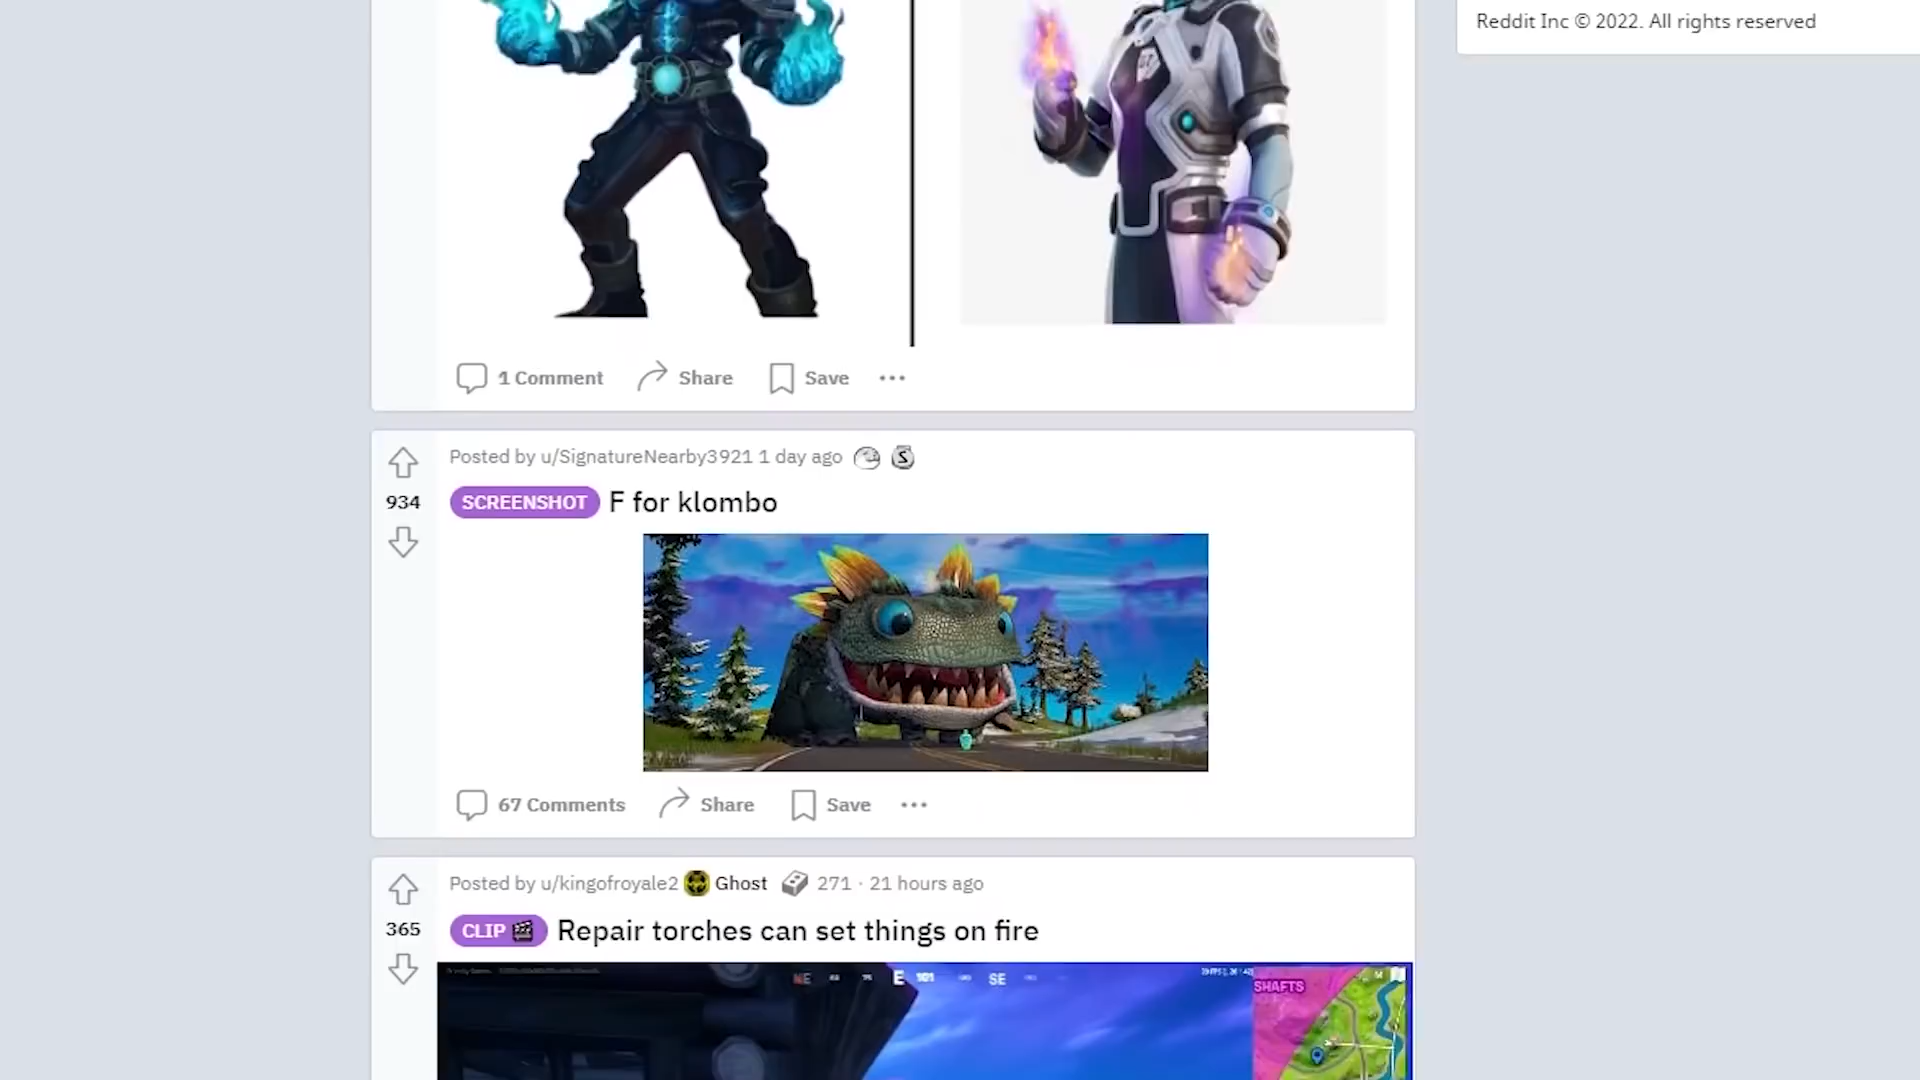 Reddit Inc © 2022. All rights reserved
1 Comment Share Save
Posted by u/SignatureNearby3921 1 day ago
934 SCREENSHOT F for klombo
67 Comments Share Save
Posted by u/kingofroyale2 Ghost 271 · 21 hours ago
365 CLIP Repair torches can set things on fire
NE E 101 SE
SHAFTS